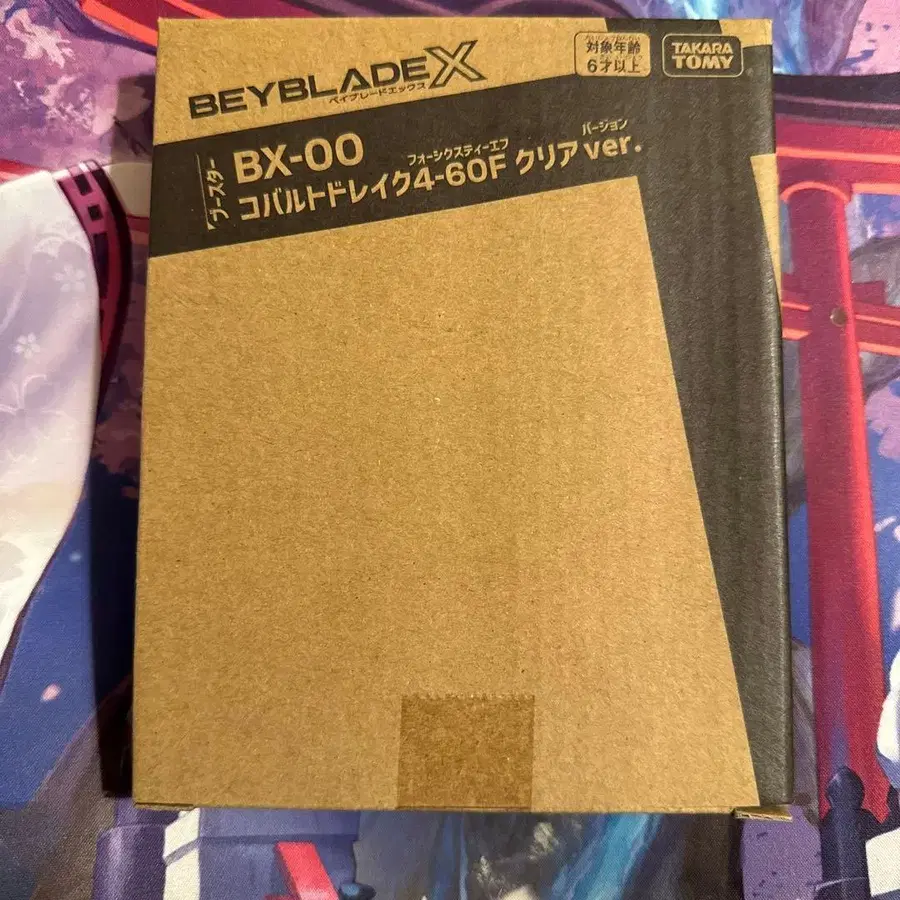 BEYBLADE X
ベイブレードエックス
対象年齢
6才以上
TAKARA
TOMY
【ブースター】
BX-00
フォーシクスティーエフ バージョン
コバルトドレイク4-60F クリアver.